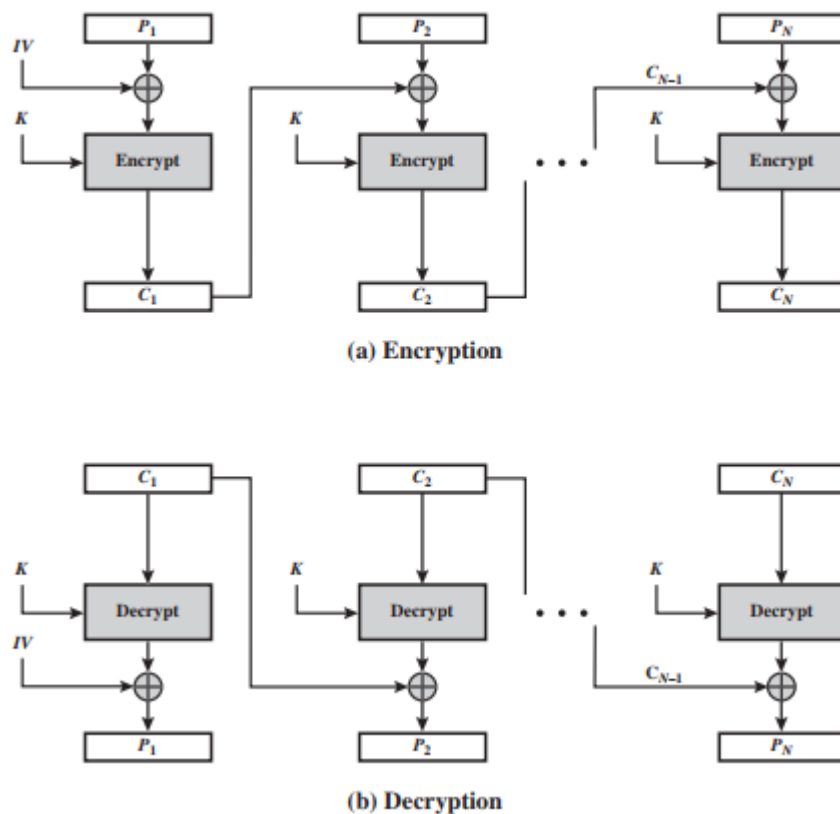 P1 P2 PN
IV
CN–1
K K K
Encrypt Encrypt Encrypt
• • •
C1 C2 CN
(a) Encryption
C1 C2 CN
K K K
Decrypt Decrypt Decrypt
• • •
IV
CN–1
P1 P2 PN
(b) Decryption